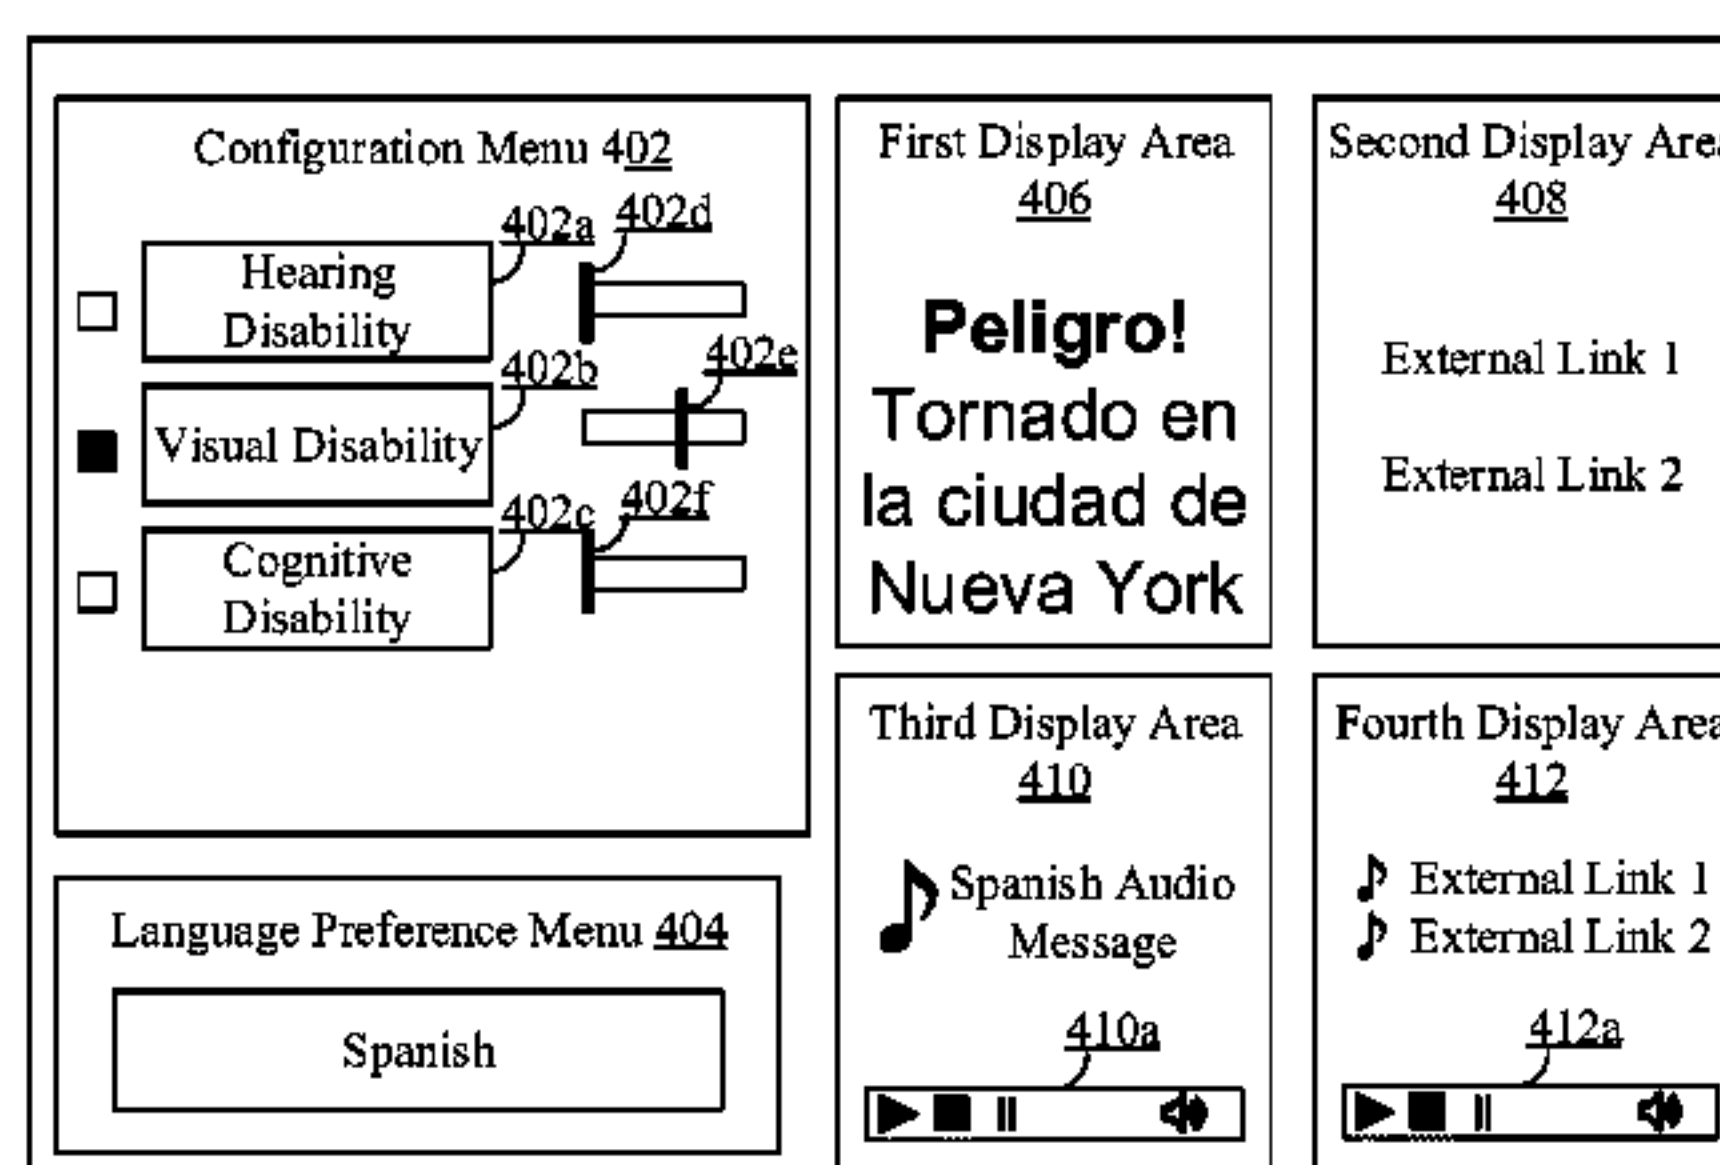 Configuration Menu 402
402a
402d
Hearing
Disability
402b
402e
Visual Disability
402c
402f
Cognitive
Disability
Language Preference Menu 404
Spanish
First Display Area
406
Peligro!
Tornado en
la ciudad de
Nueva York
Second Display Area
408
External Link 1
External Link 2
Third Display Area
410
Spanish Audio
Message
410a
Fourth Display Area
412
External Link 1
External Link 2
412a